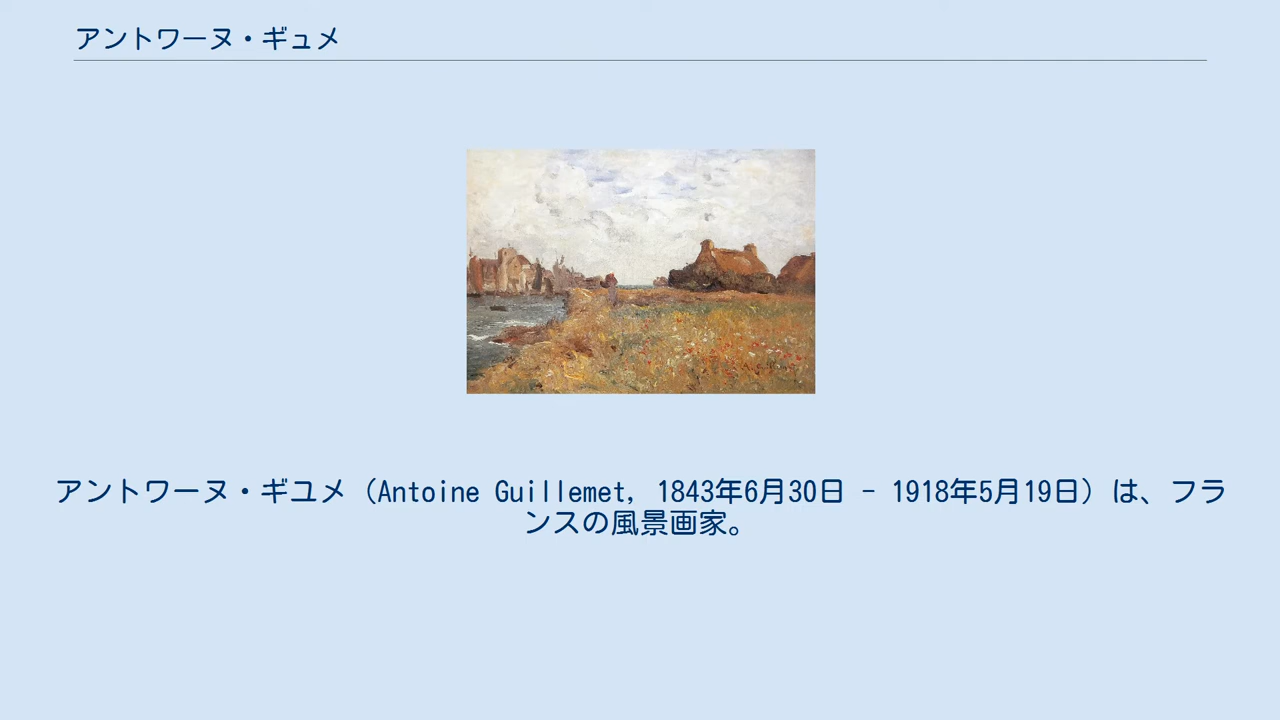 アントワーヌ・ギュメ
アントワーヌ・ギユメ（Antoine Guillemet, 1843年6月30日 - 1918年5月19日）は、フラ
ンスの風景画家。